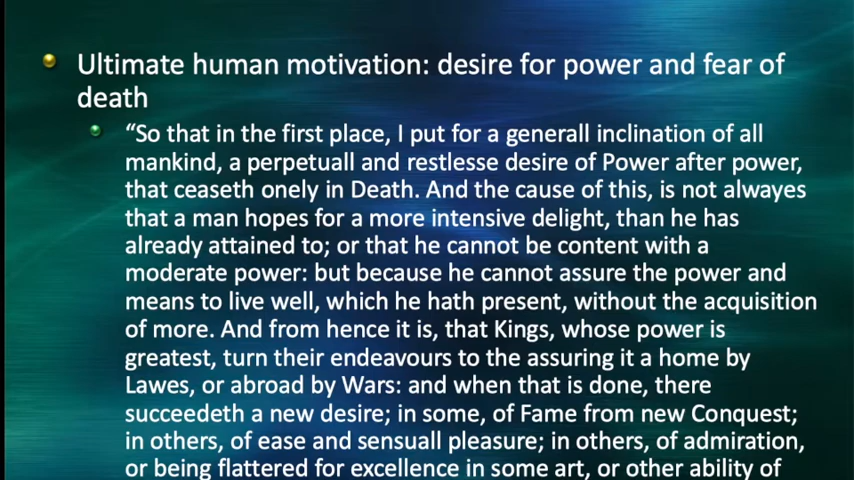 Ultimate human motivation: desire for power and fear of
death
“So that in the first place, I put for a generall inclination of all
mankind, a perpetuall and restlesse desire of Power after power,
that ceaseth onely in Death. And the cause of this, is not alwayes
that a man hopes for a more intensive delight, than he has
already attained to; or that he cannot be content with a
moderate power: but because he cannot assure the power and
means to live well, which he hath present, without the acquisition
of more. And from hence it is, that Kings, whose power is
greatest, turn their endeavours to the assuring it a home by
Lawes, or abroad by Wars: and when that is done, there
succeedeth a new desire; in some, of Fame from new Conquest;
in others, of ease and sensuall pleasure; in others, of admiration,
or being flattered for excellence in some art, or other ability of